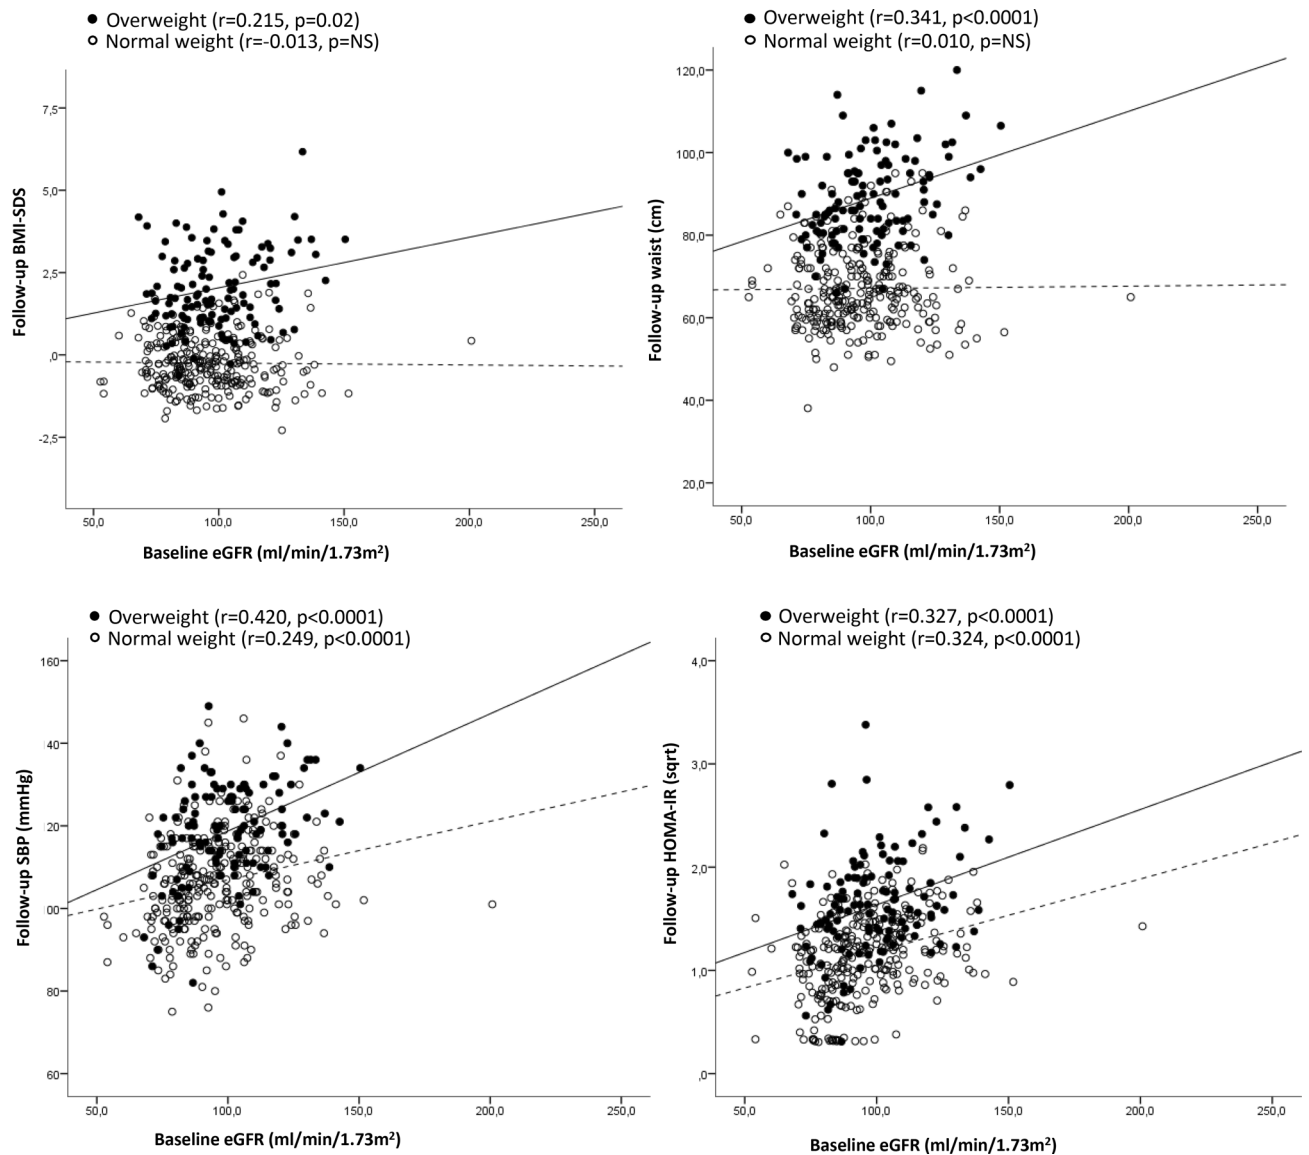 ● Overweight (r=0.215, p=0.02)
○ Normal weight (r=-0.013, p=NS)
7,5
5,0
2,5
,0
-2,5
Follow-up BMI-SDS
50,0 100,0 150,0 200,0 250,0
Baseline eGFR (ml/min/1.73m²)
● Overweight (r=0.341, p<0.0001)
○ Normal weight (r=0.010, p=NS)
120,0
100,0
80,0
60,0
40,0
20,0
Follow-up waist (cm)
50,0 100,0 150,0 200,0 250,0
Baseline eGFR (ml/min/1.73m²)
● Overweight (r=0.420, p<0.0001)
○ Normal weight (r=0.249, p<0.0001)
160
40
20
00
80
60
Follow-up SBP (mmHg)
50,0 100,0 150,0 200,0 250,0
Baseline eGFR (ml/min/1.73m²)
● Overweight (r=0.327, p<0.0001)
○ Normal weight (r=0.324, p<0.0001)
4,0
3,0
2,0
1,0
,0
Follow-up HOMA-IR (sqrt)
50,0 100,0 150,0 200,0 250,0
Baseline eGFR (ml/min/1.73m²)